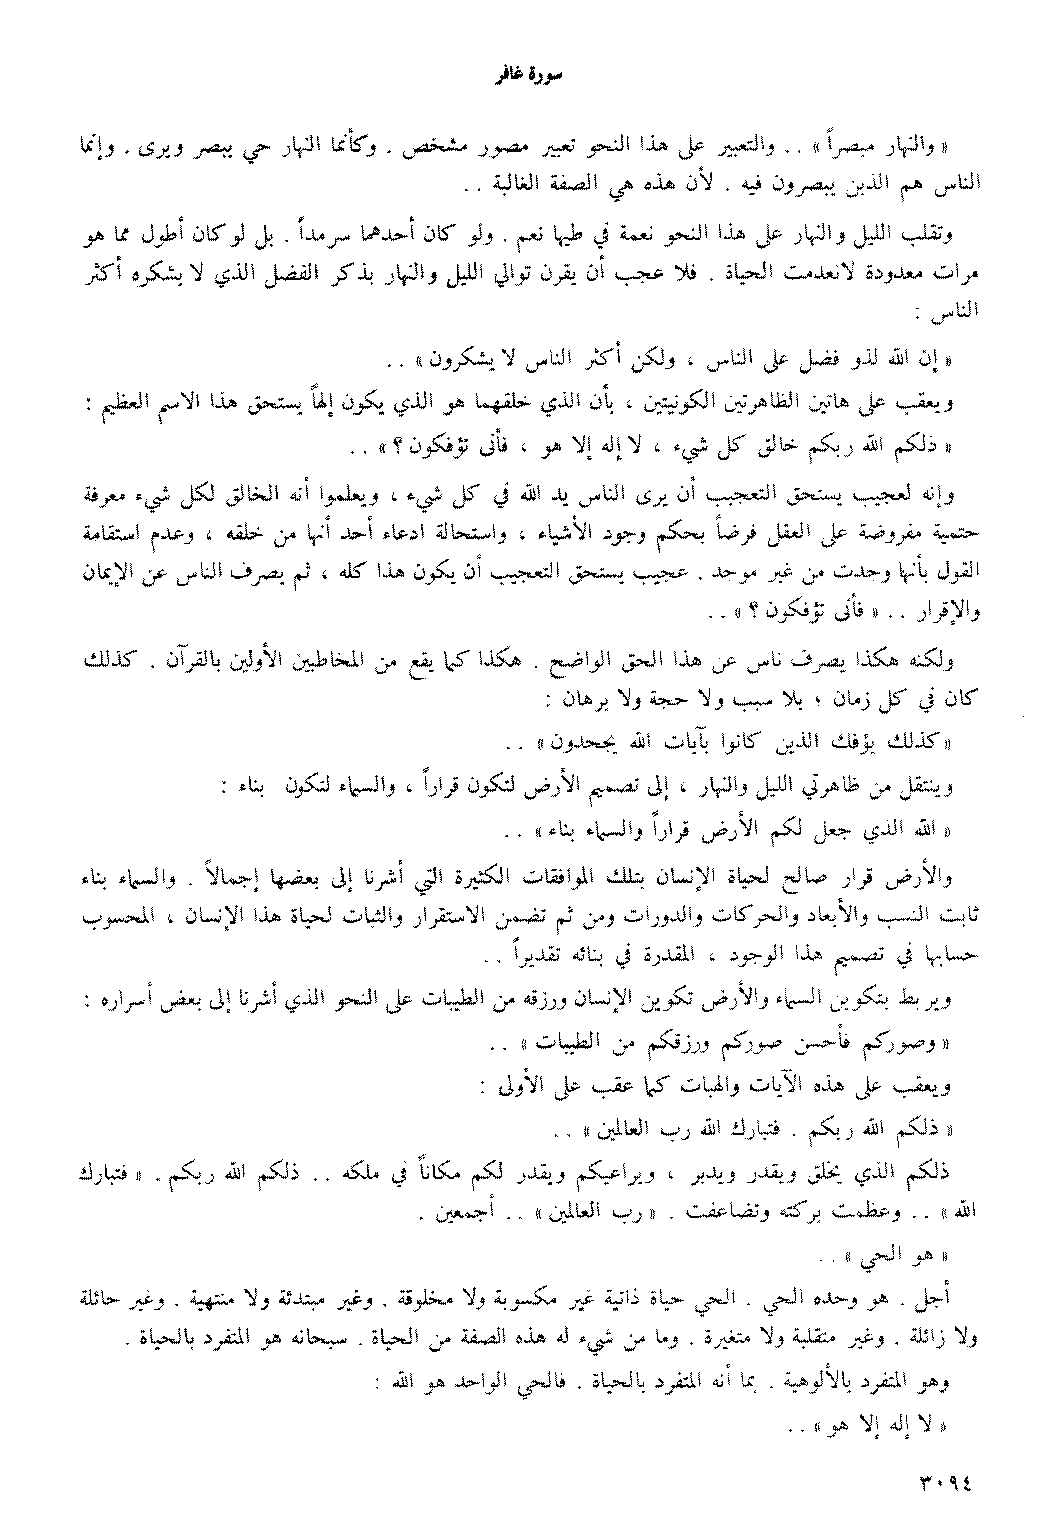 سورة غافر
« والنهار مبصراً » . . والتعبير على هذا النحو تعبير مصور مشخص . وكأنما النهار حي يبصر ويرى . وإنما
الناس هم الذين يبصرون فيه . لأن هذه هي الصفة الغالبة . .
وتقلب الليل والنهار على هذا النحو نعمة في طيها نعم . ولو كان أحدهما سرمداً . بل لو كان أطول مما هو
مرات معدودة لانعدمت الحياة . فلا عجب أن يقرن توالي الليل والنهار بذكر الفضل الذي لا يشكره أكثر
الناس :
« إن الله لذو فضل على الناس ، ولكن أكثر الناس لا يشكرون » . .
ويعقب على هاتين الظاهرتين الكونيتين ، بأن الذي خلقهما هو الذي يكون إلهاً يستحق هذا الاسم العظيم :
« ذلكم الله ربكم خالق كل شيء ، لا إله إلا هو ، فأنى تؤفكون ؟ » . .
وإنه لعجيب يستحق التعجيب أن يرى الناس يد الله في كل شيء ، ويعلموا أنه الخالق لكل شيء معرفة
حتمية مفروضة على العقل فرضاً بحكم وجود الأشياء ، واستحالة ادعاء أحد أنها من خلقه ، وعدم استقامة
القول بأنها وجدت من غير موجد . عجيب يستحق التعجيب أن يكون هذا كله ، ثم يصرف الناس عن الإيمان
والإقرار . . « فأنى تؤفكون ؟ » . .
ولكنه هكذا يصرف ناس عن هذا الحق الواضح . هكذا كما يقع من المخاطبين الأولين بالقرآن . كذلك
كان في كل زمان ، بلا سبب ولا حجة ولا برهان :
« كذلك يؤفك الذين كانوا بآيات الله يجحدون » . .
وينتقل من ظاهرتي الليل والنهار ، إلى تصميم الأرض لتكون قراراً ، والسماء لتكون بناء :
« الله الذي جعل لكم الأرض قراراً والسماء بناء » . .
والأرض قرار صالح لحياة الإنسان بتلك الموافقات الكثيرة التي أشرنا إلى بعضها إجمالاً . والسماء بناء
ثابت النسب والأبعاد والحركات والدورات ومن ثم تضمن الاستقرار والثبات لحياة هذا الإنسان ، المحسوب
حسابها في تصميم هذا الوجود ، المقدرة في بنائه تقديراً . .
ويربط بتكوين السماء والأرض تكوين الإنسان ورزقه من الطيبات على النحو الذي أشرنا إلى بعض أسراره :
« وصوركم فأحسن صوركم ورزقكم من الطيبات » . .
ويعقب على هذه الآيات والهبات كما عقب على الأولى :
« ذلكم الله ربكم . فتبارك الله رب العالمين » . .
ذلكم الذي يخلق ويقدر ويدبر ، ويراعيكم ويقدر لكم مكاناً في ملكه . . ذلكم الله ربكم . « فتبارك
الله » . . وعظمت بركته وتضاعفت . « رب العالمين » . . أجمعين .
« هو الحي » . .
أجل . هو وحده الحي . الحي حياة ذاتية غير مكسوبة ولا مخلوقة . وغير مبتدئة ولا منتهية . وغير حائلة
ولا زائلة . وغير متقلبة ولا متغيرة . وما من شيء له هذه الصفة من الحياة . سبحانه هو المتفرد بالحياة .
وهو المتفرد بالألوهية . بما أنه المتفرد بالحياة . فالحي الواحد هو الله :
« لا إله إلا هو » . .
٣٠٩٤